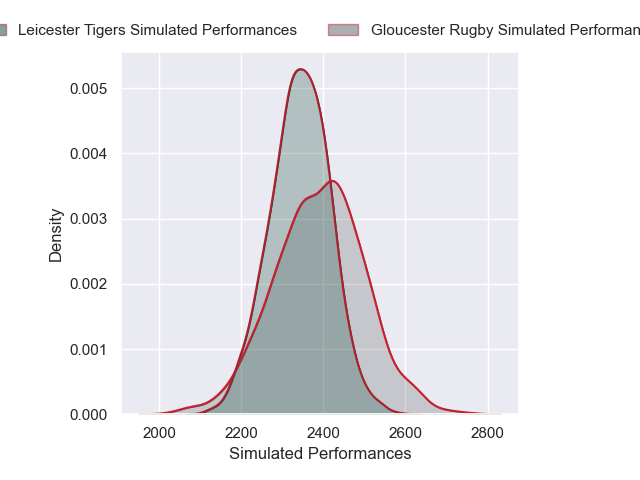 Leicester Tigers Simulated Performances
Gloucester Rugby Simulated Performan
0.005
0.004
0.003
0.002
0.001
0.000
Density
2000
2200
2400
2600
2800
Simulated Performances